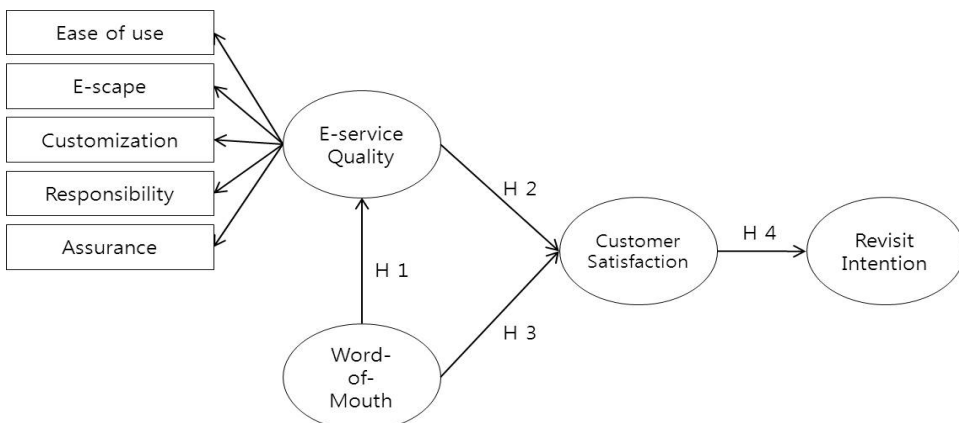 Ease of use
E-scape
Customization
Responsibility
Assurance
E-service
Quality
H 2
H 1
H 3
Word-
of-
Mouth
Customer
Satisfaction
H 4
Revisit
Intention